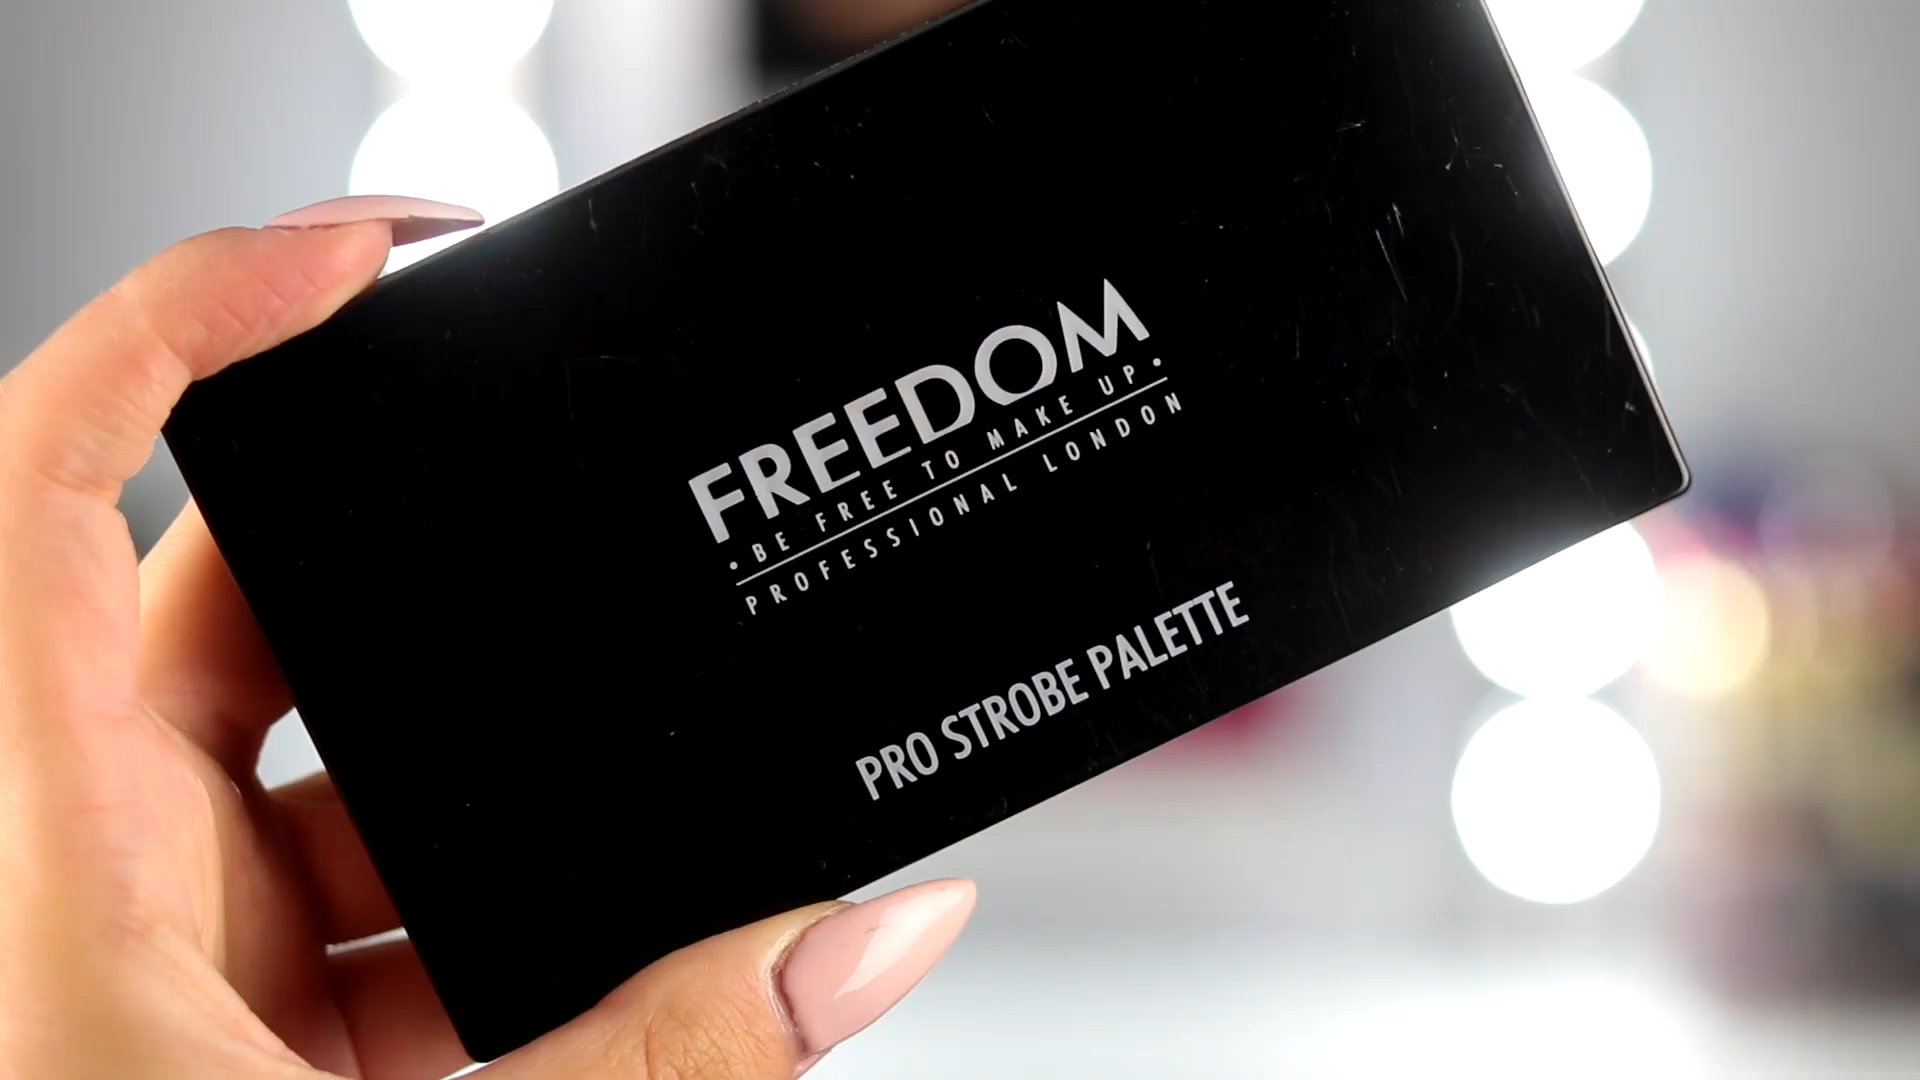 FREEDOM
• BE FREE TO MAKE UP •
PROFESSIONAL LONDON
PRO STROBE PALETTE